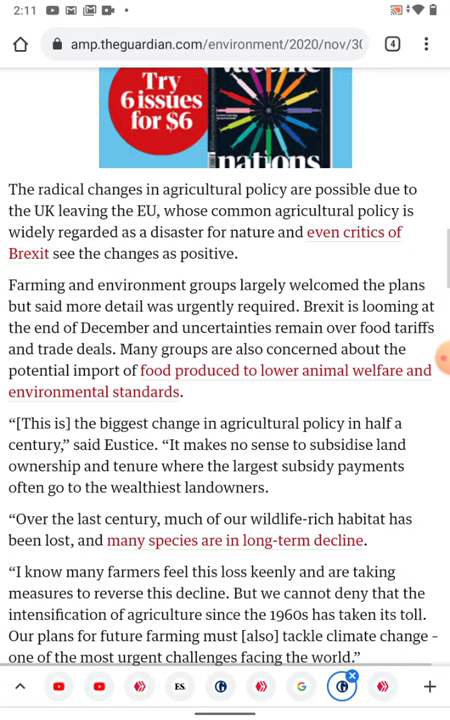 2:11
amp.theguardian.com/environment/2020/nov/30
4
Try
6 issues
for $6
nations
The radical changes in agricultural policy are possible due to
the UK leaving the EU, whose common agricultural policy is
widely regarded as a disaster for nature and even critics of
Brexit see the changes as positive.
Farming and environment groups largely welcomed the plans
but said more detail was urgently required. Brexit is looming at
the end of December and uncertainties remain over food tariffs
and trade deals. Many groups are also concerned about the
potential import of food produced to lower animal welfare and
environmental standards.
“[This is] the biggest change in agricultural policy in half a
century,” said Eustice. “It makes no sense to subsidise land
ownership and tenure where the largest subsidy payments
often go to the wealthiest landowners.
“Over the last century, much of our wildlife-rich habitat has
been lost, and many species are in long-term decline.
“I know many farmers feel this loss keenly and are taking
measures to reverse this decline. But we cannot deny that the
intensification of agriculture since the 1960s has taken its toll.
Our plans for future farming must [also] tackle climate change –
one of the most urgent challenges facing the world.”
ES